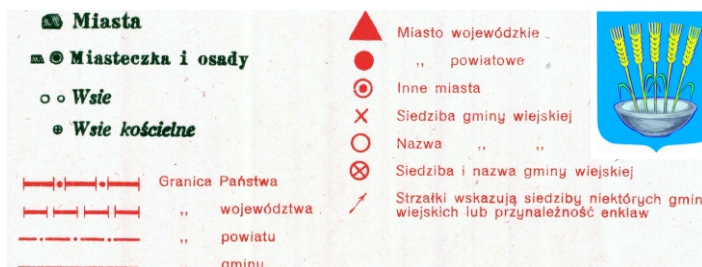 Miasta
Miasteczka i osady
Wsie
Wsie kościelne
Granica Państwa
,, województwa
,, powiatu
gminy
Miasto wojewódzkie
,, powiatowe
Inne miasta
Siedziba gminy wiejskiej
Nazwa ,, ,,
Siedziba i nazwa gminy wiejskiej
Strzałki wskazują siedziby niektórych gmin
wiejskich lub przynależność enklaw